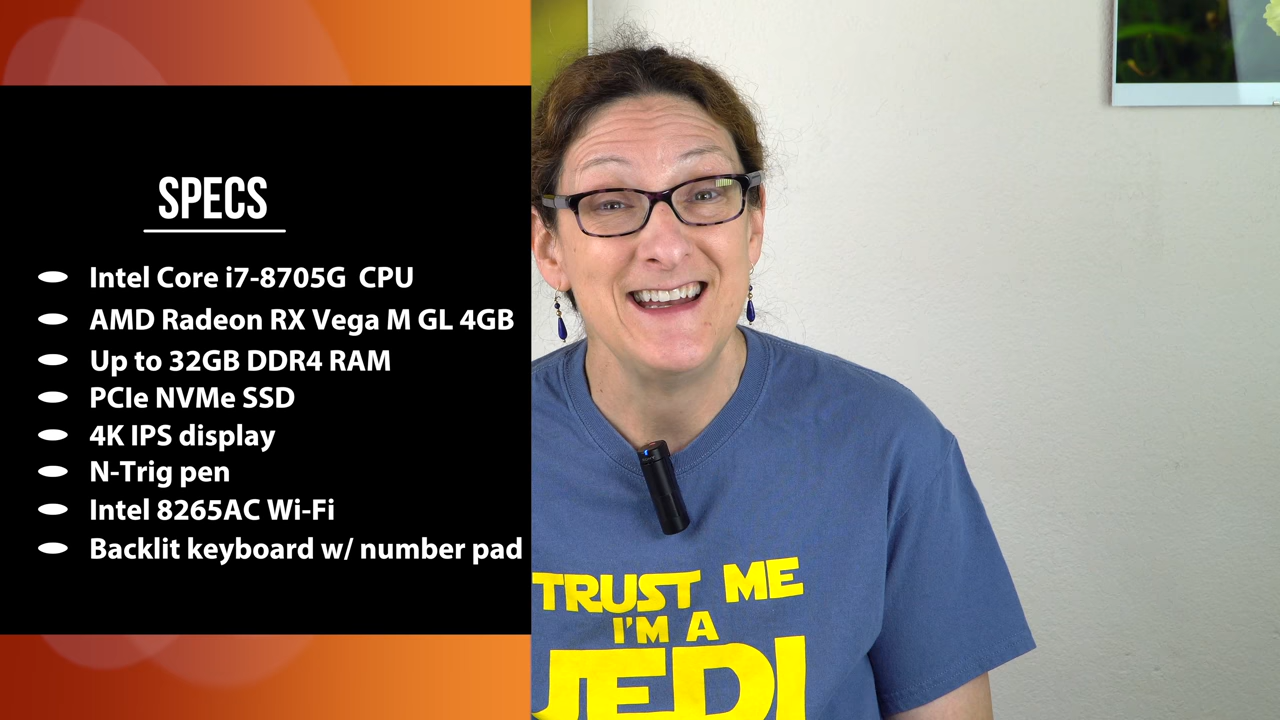 SPECS
Intel Core i7-8705G CPU
AMD Radeon RX Vega M GL 4GB
Up to 32GB DDR4 RAM
PCIe NVMe SSD
4K IPS display
N-Trig pen
Intel 8265AC Wi-Fi
Backlit keyboard w/ number pad
TRUST ME
I'M A
JEDI